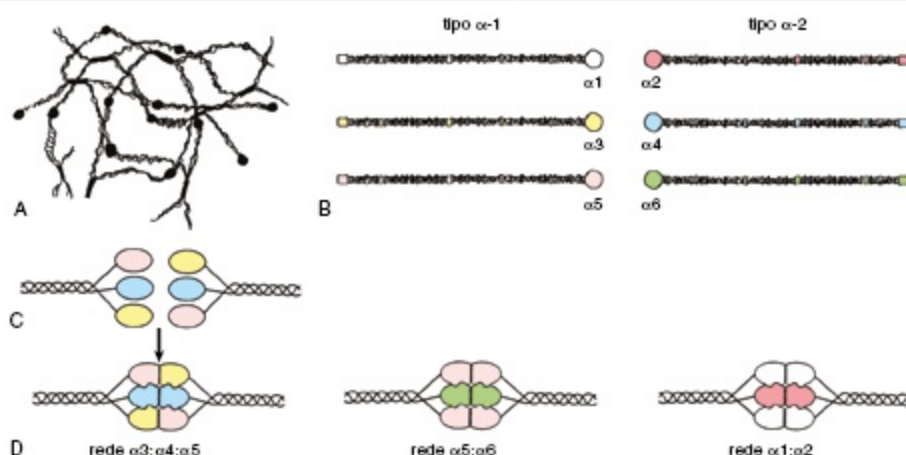 tipo α-1
tipo α-2
α1
α2
α3
α4
α5
α6
A
B
C
D
rede α3:α4:α5
rede α5:α6
rede α1:α2